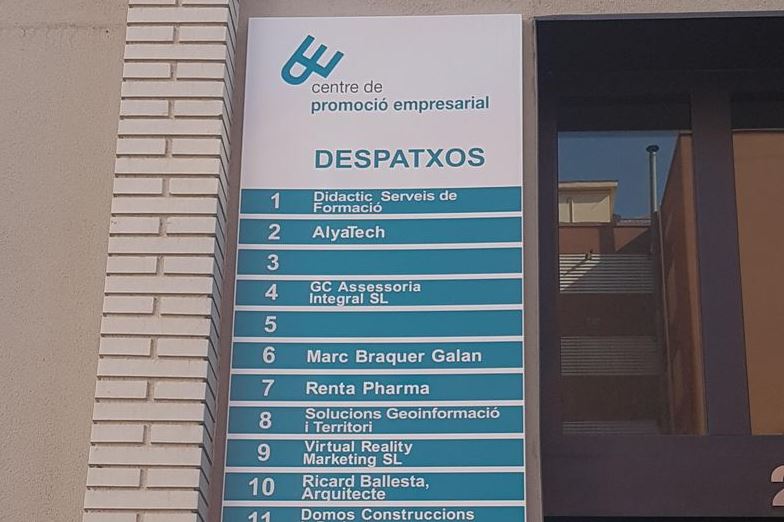 centre de
promoció empresarial
DESPATXOS
1 Didactic Serveis de
Formació
2 AlyaTech
3
4 GC Assessoria
Integral SL
5
6 Marc Braquer Galan
7 Renta Pharma
8 Solucions Geoinformació
i Territori
9 Virtual Reality
Marketing SL
10 Ricard Ballesta,
Arquitecte
11 Domos Construccions